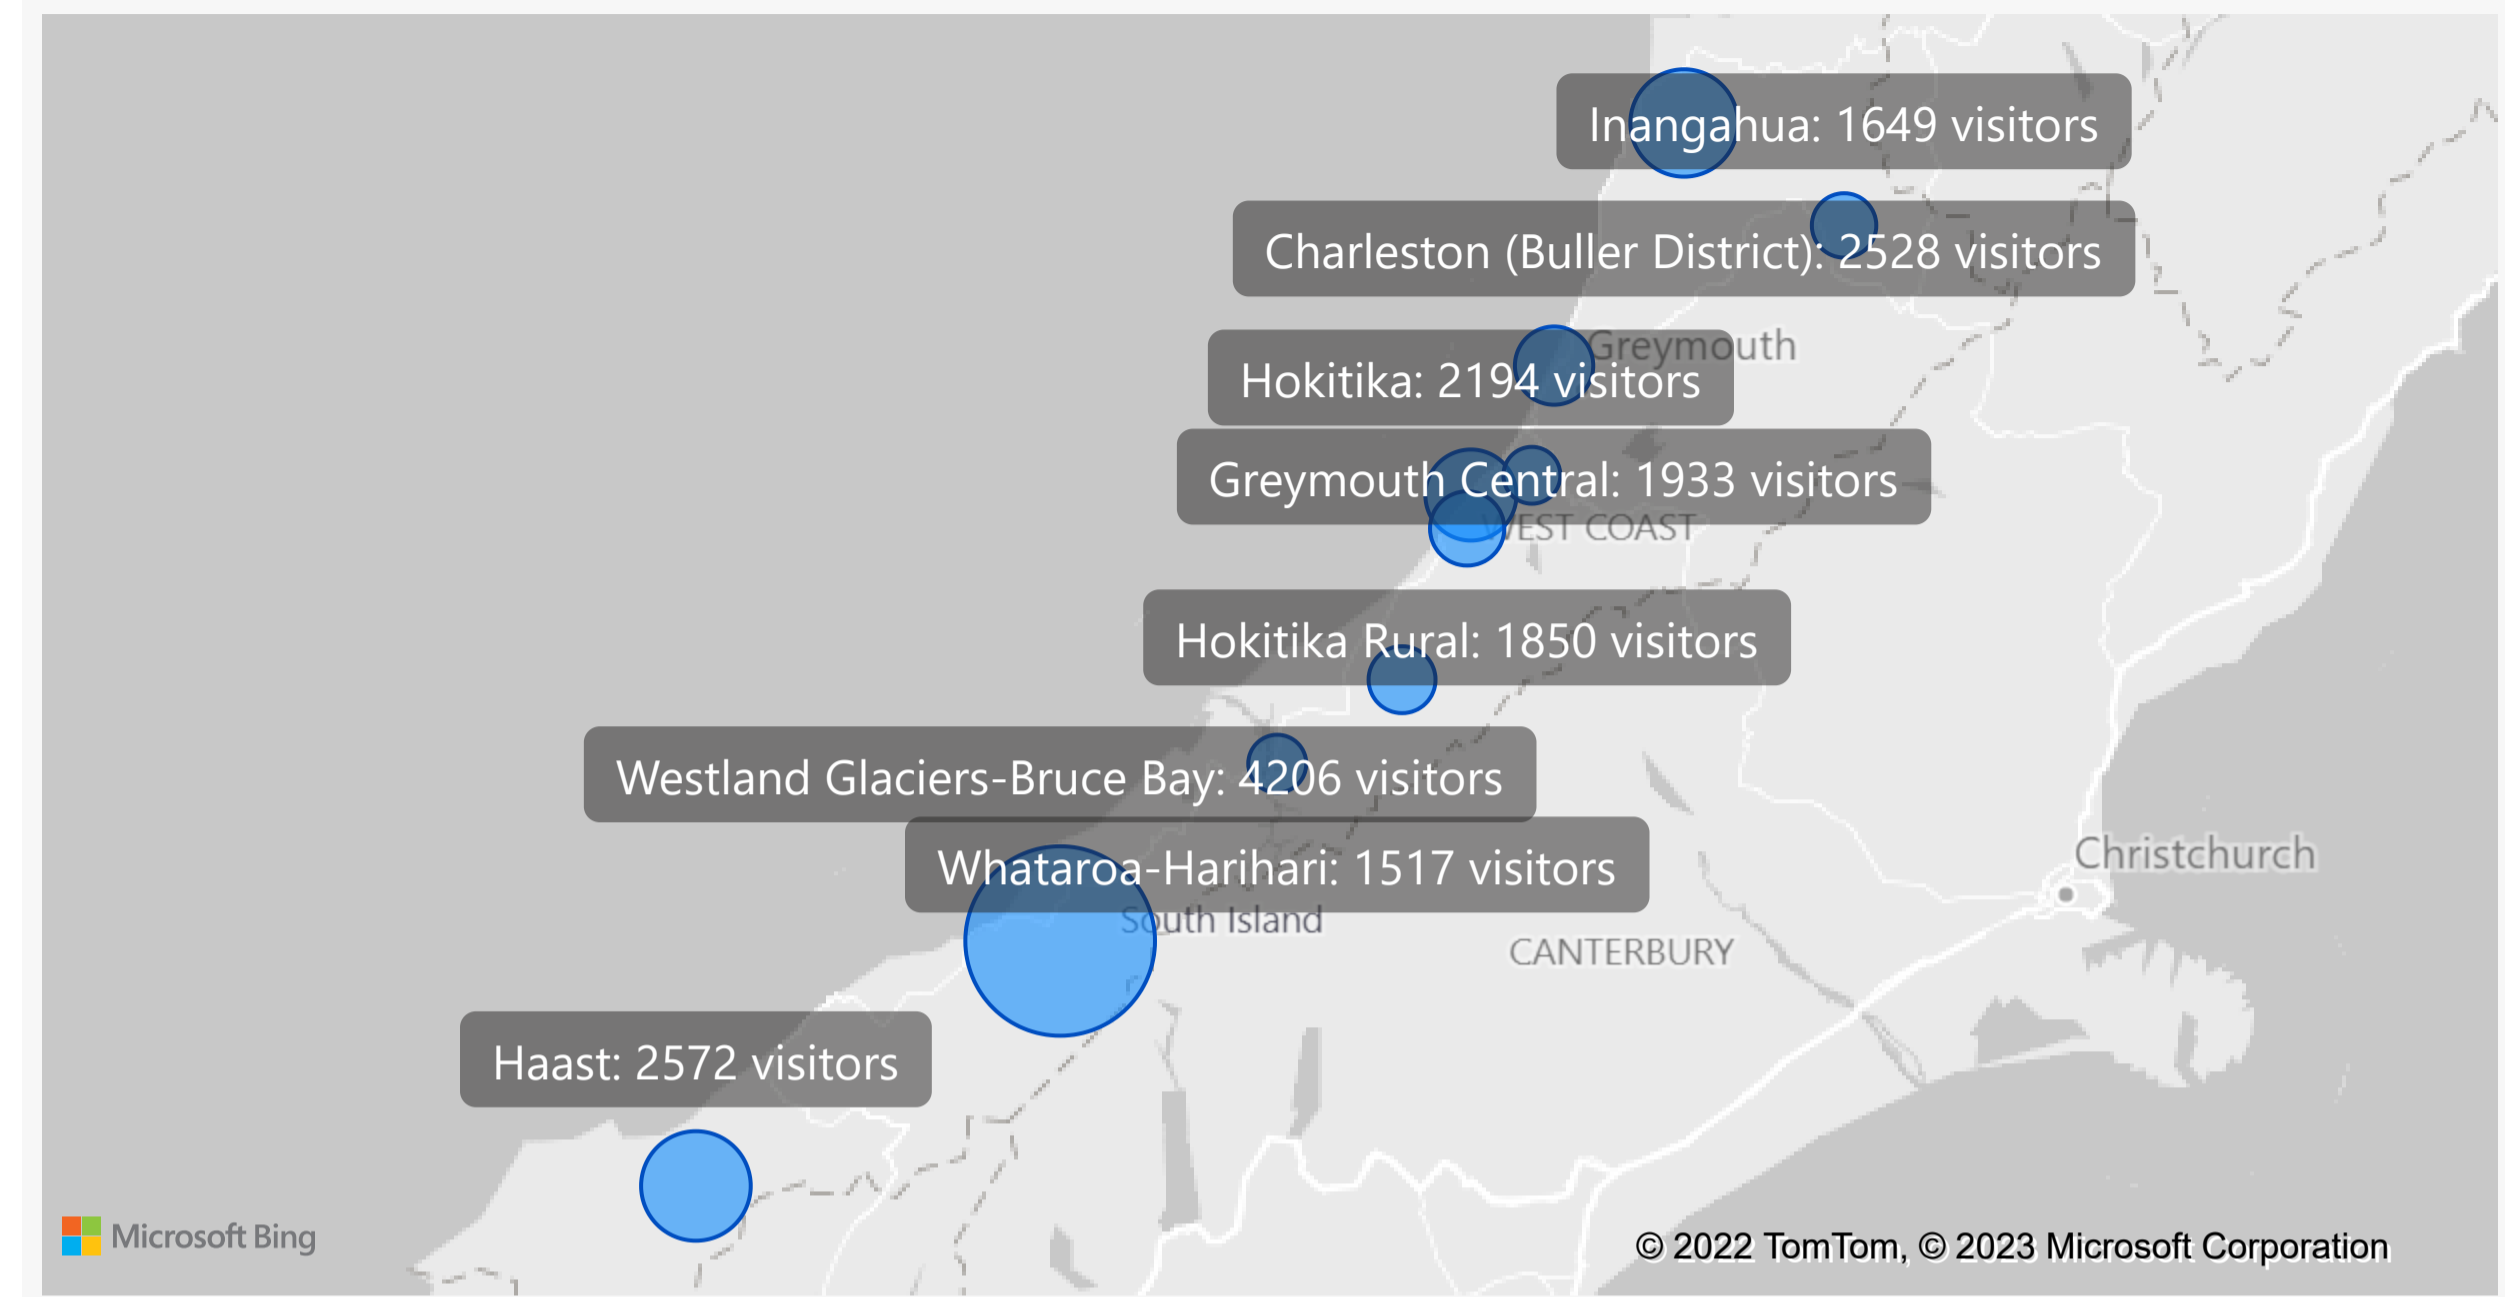 Inangahua: 1649 visitors
Charleston (Buller District): 2528 visitors
Greymouth
Hokitika: 2194 visitors
Greymouth Central: 1933 visitors
WEST COAST
Hokitika Rural: 1850 visitors
Westland Glaciers-Bruce Bay: 4206 visitors
Whataroa-Harihari: 1517 visitors
Christchurch
South Island
CANTERBURY
Haast: 2572 visitors
Microsoft Bing
© 2022 TomTom, © 2023 Microsoft Corporation